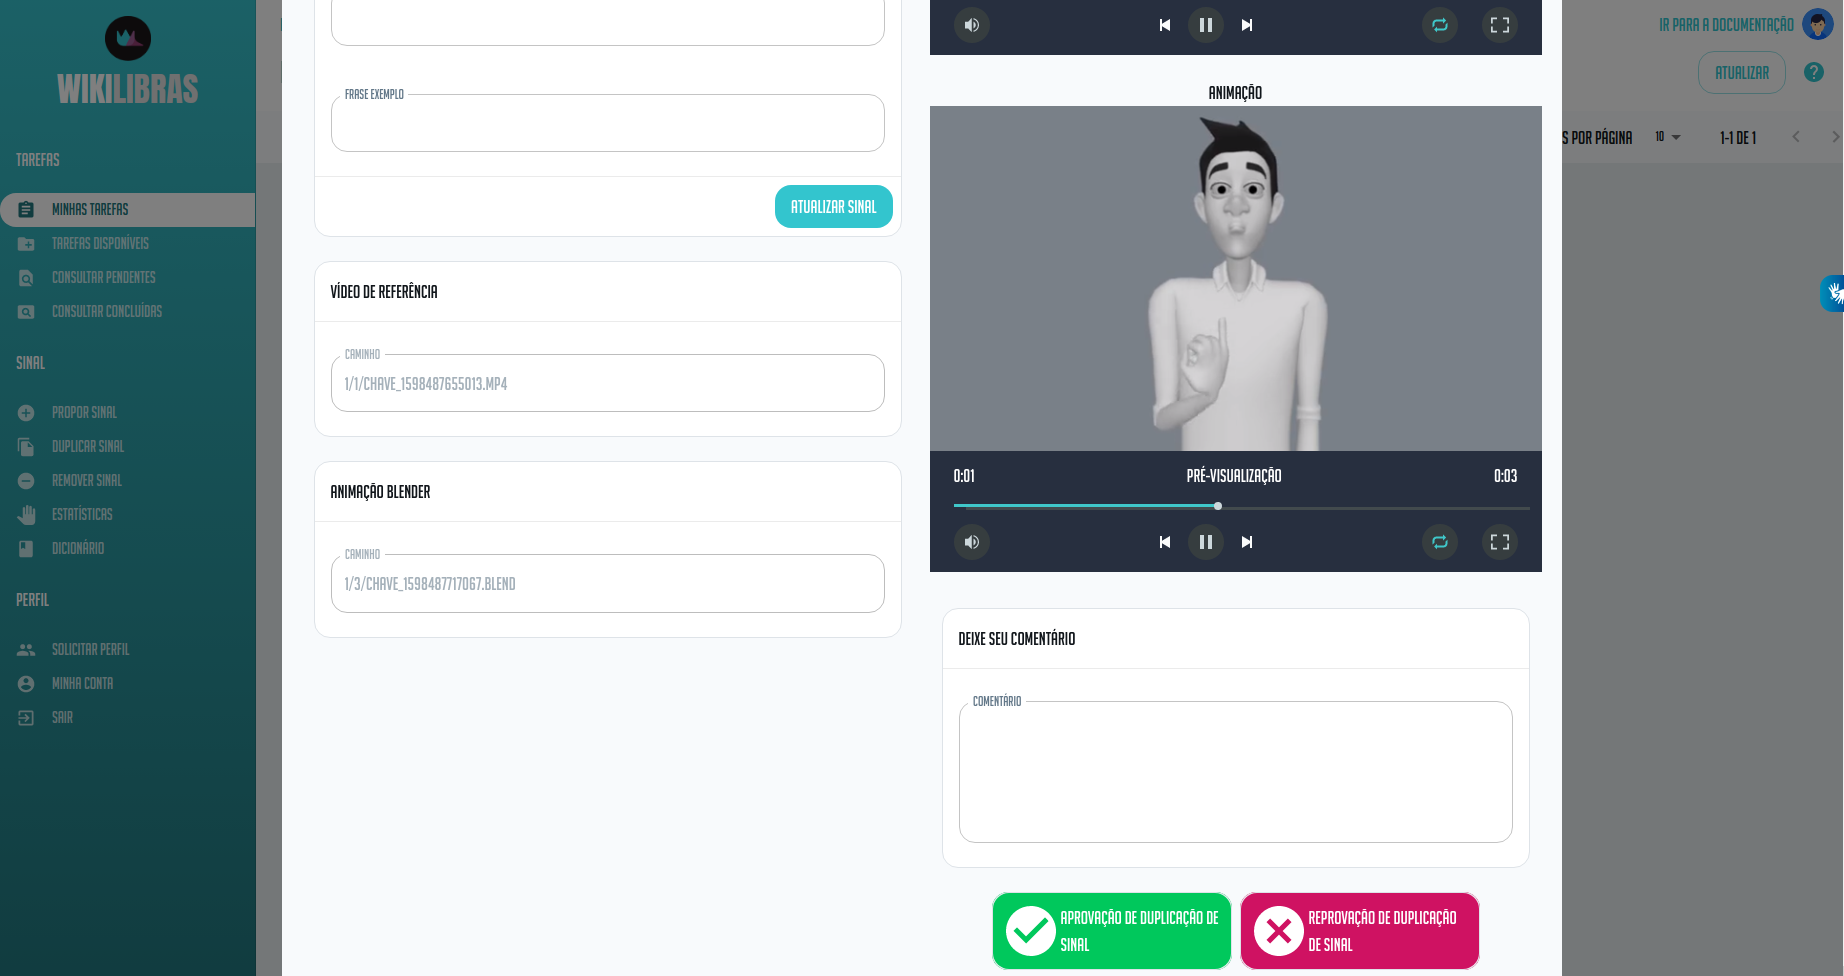 WIKILIBRAS
TAREFAS
MINHAS TAREFAS
TAREFAS DISPONÍVEIS
CONSULTAR PENDENTES
CONSULTAR CONCLUÍDAS
SINAL
PROPOR SINAL
DUPLICAR SINAL
REMOVER SINAL
ESTATÍSTICAS
DICIONÁRIO
PERFIL
SOLICITAR PERFIL
MINHA CONTA
SAIR
FRASE EXEMPLO
ATUALIZAR SINAL
VÍDEO DE REFERÊNCIA
CAMINHO
1/1/CHAVE_1598487655013.MP4
ANIMAÇÃO BLENDER
CAMINHO
1/3/CHAVE_1598487717067.BLEND
ANIMAÇÃO
0:01 PRÉ-VISUALIZAÇÃO 0:03
DEIXE SEU COMENTÁRIO
COMENTÁRIO
APROVAÇÃO DE DUPLICAÇÃO DE
SINAL
REPROVAÇÃO DE DUPLICAÇÃO
DE SINAL
IR PARA A DOCUMENTAÇÃO
ATUALIZAR
S POR PÁGINA 10 1-1 DE 1